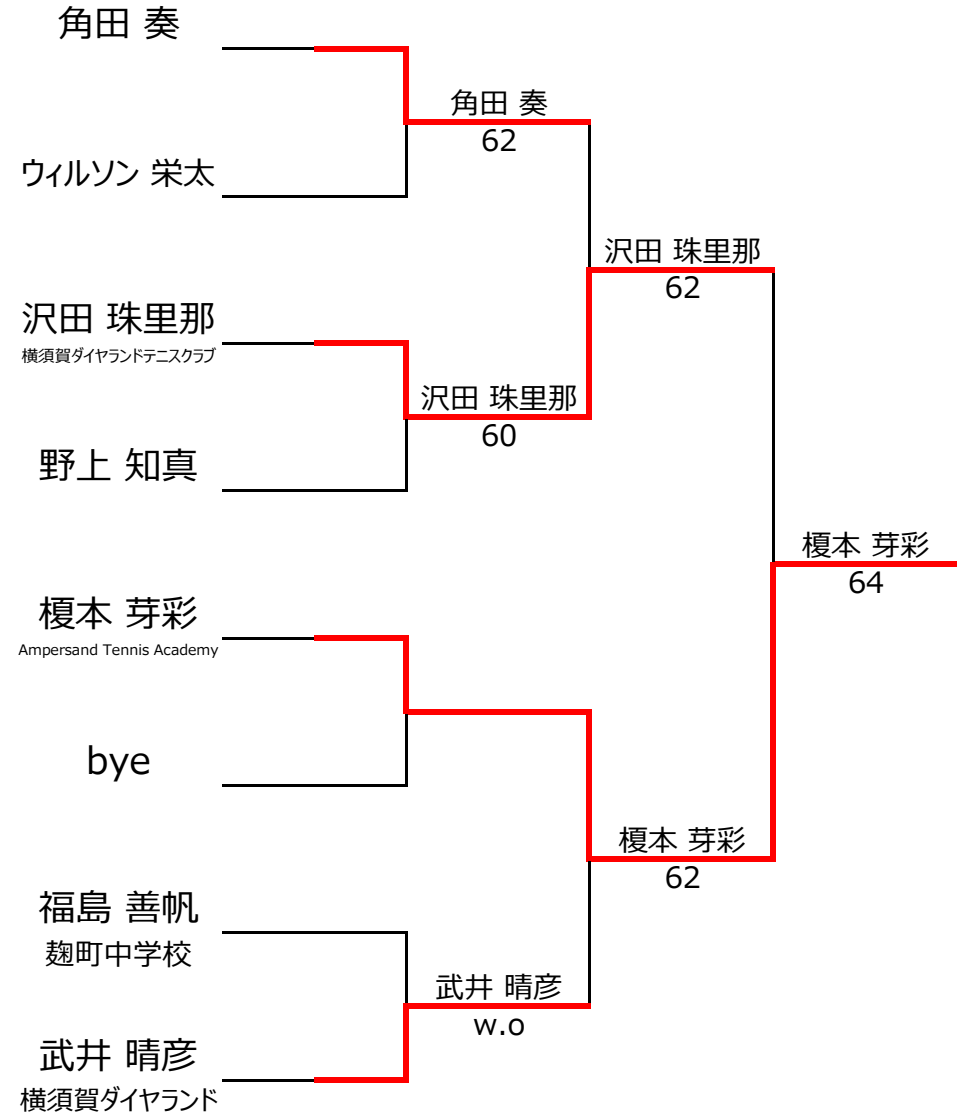 角田 奏
ウィルソン 栄太
沢田 珠里那
横須賀ダイヤランドテニスクラブ
野上 知真
榎本 芽彩
Ampersand Tennis Academy
bye
福島 善帆
麹町中学校
武井 晴彦
横須賀ダイヤランド
角田 奏
62
沢田 珠里那
60
武井 晴彦
w.o
沢田 珠里那
62
榎本 芽彩
62
榎本 芽彩
64